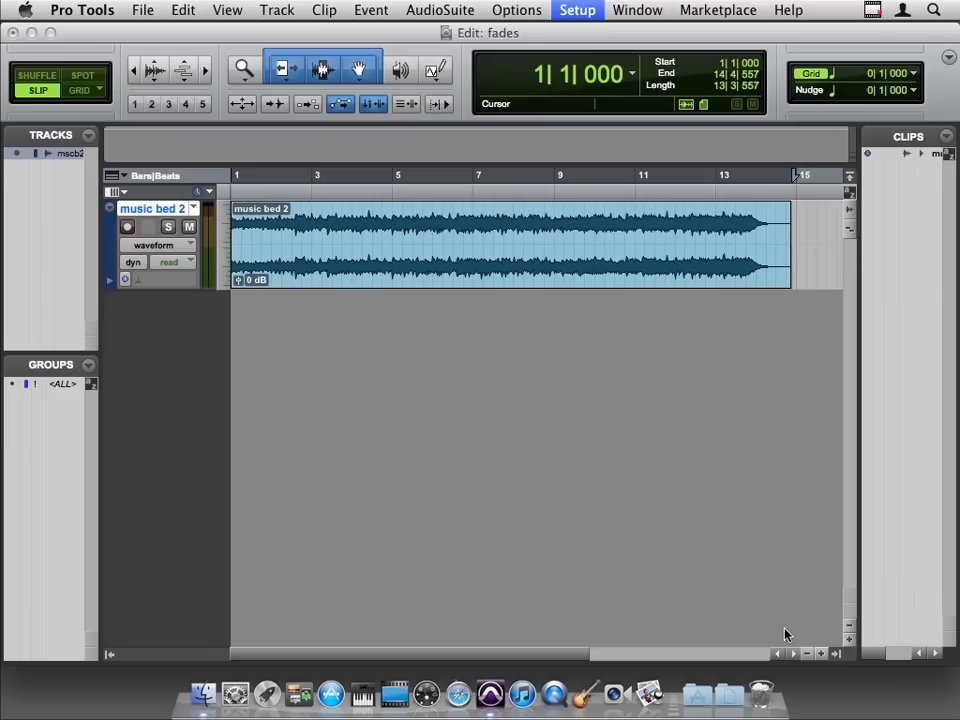 Pro Tools File Edit View Track Clip Event AudioSuite Options Setup Window Marketplace Help
Edit: fades
SHUFFLE SPOT
SLIP GRID
1 2 3 4 5
1| 1| 000
Start 1| 1| 000
End 14| 4| 557
Length 13| 3| 557
Cursor
Grid 0| 1| 000
Nudge 0| 1| 000
TRACKS
mscb2
Bars|Beats
1 3 5 7 9 11 13 15
CLIPS
music bed 2
S M
waveform
dyn read
music bed 2
0 dB
GROUPS
! <ALL>